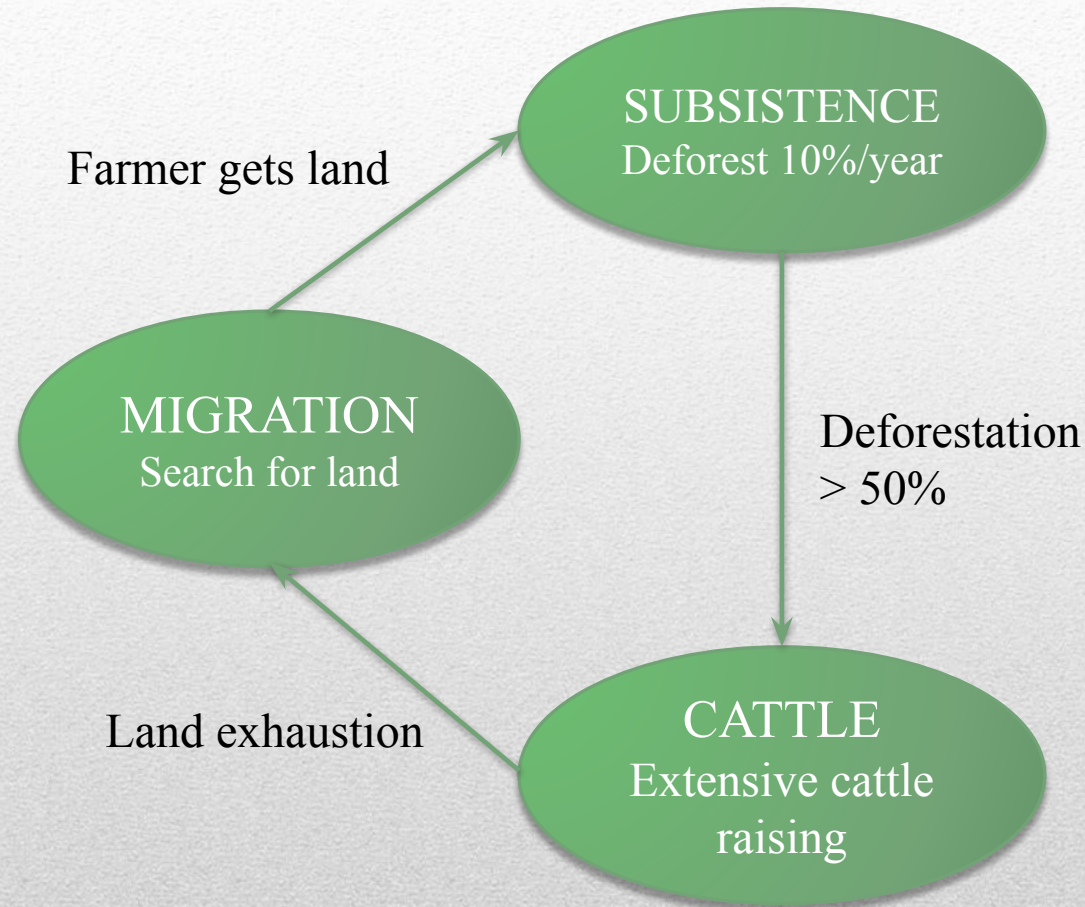 SUBSISTENCE
Deforest 10%/year
Farmer gets land
MIGRATION
Search for land
Deforestation
> 50%
Land exhaustion
CATTLE
Extensive cattle
raising